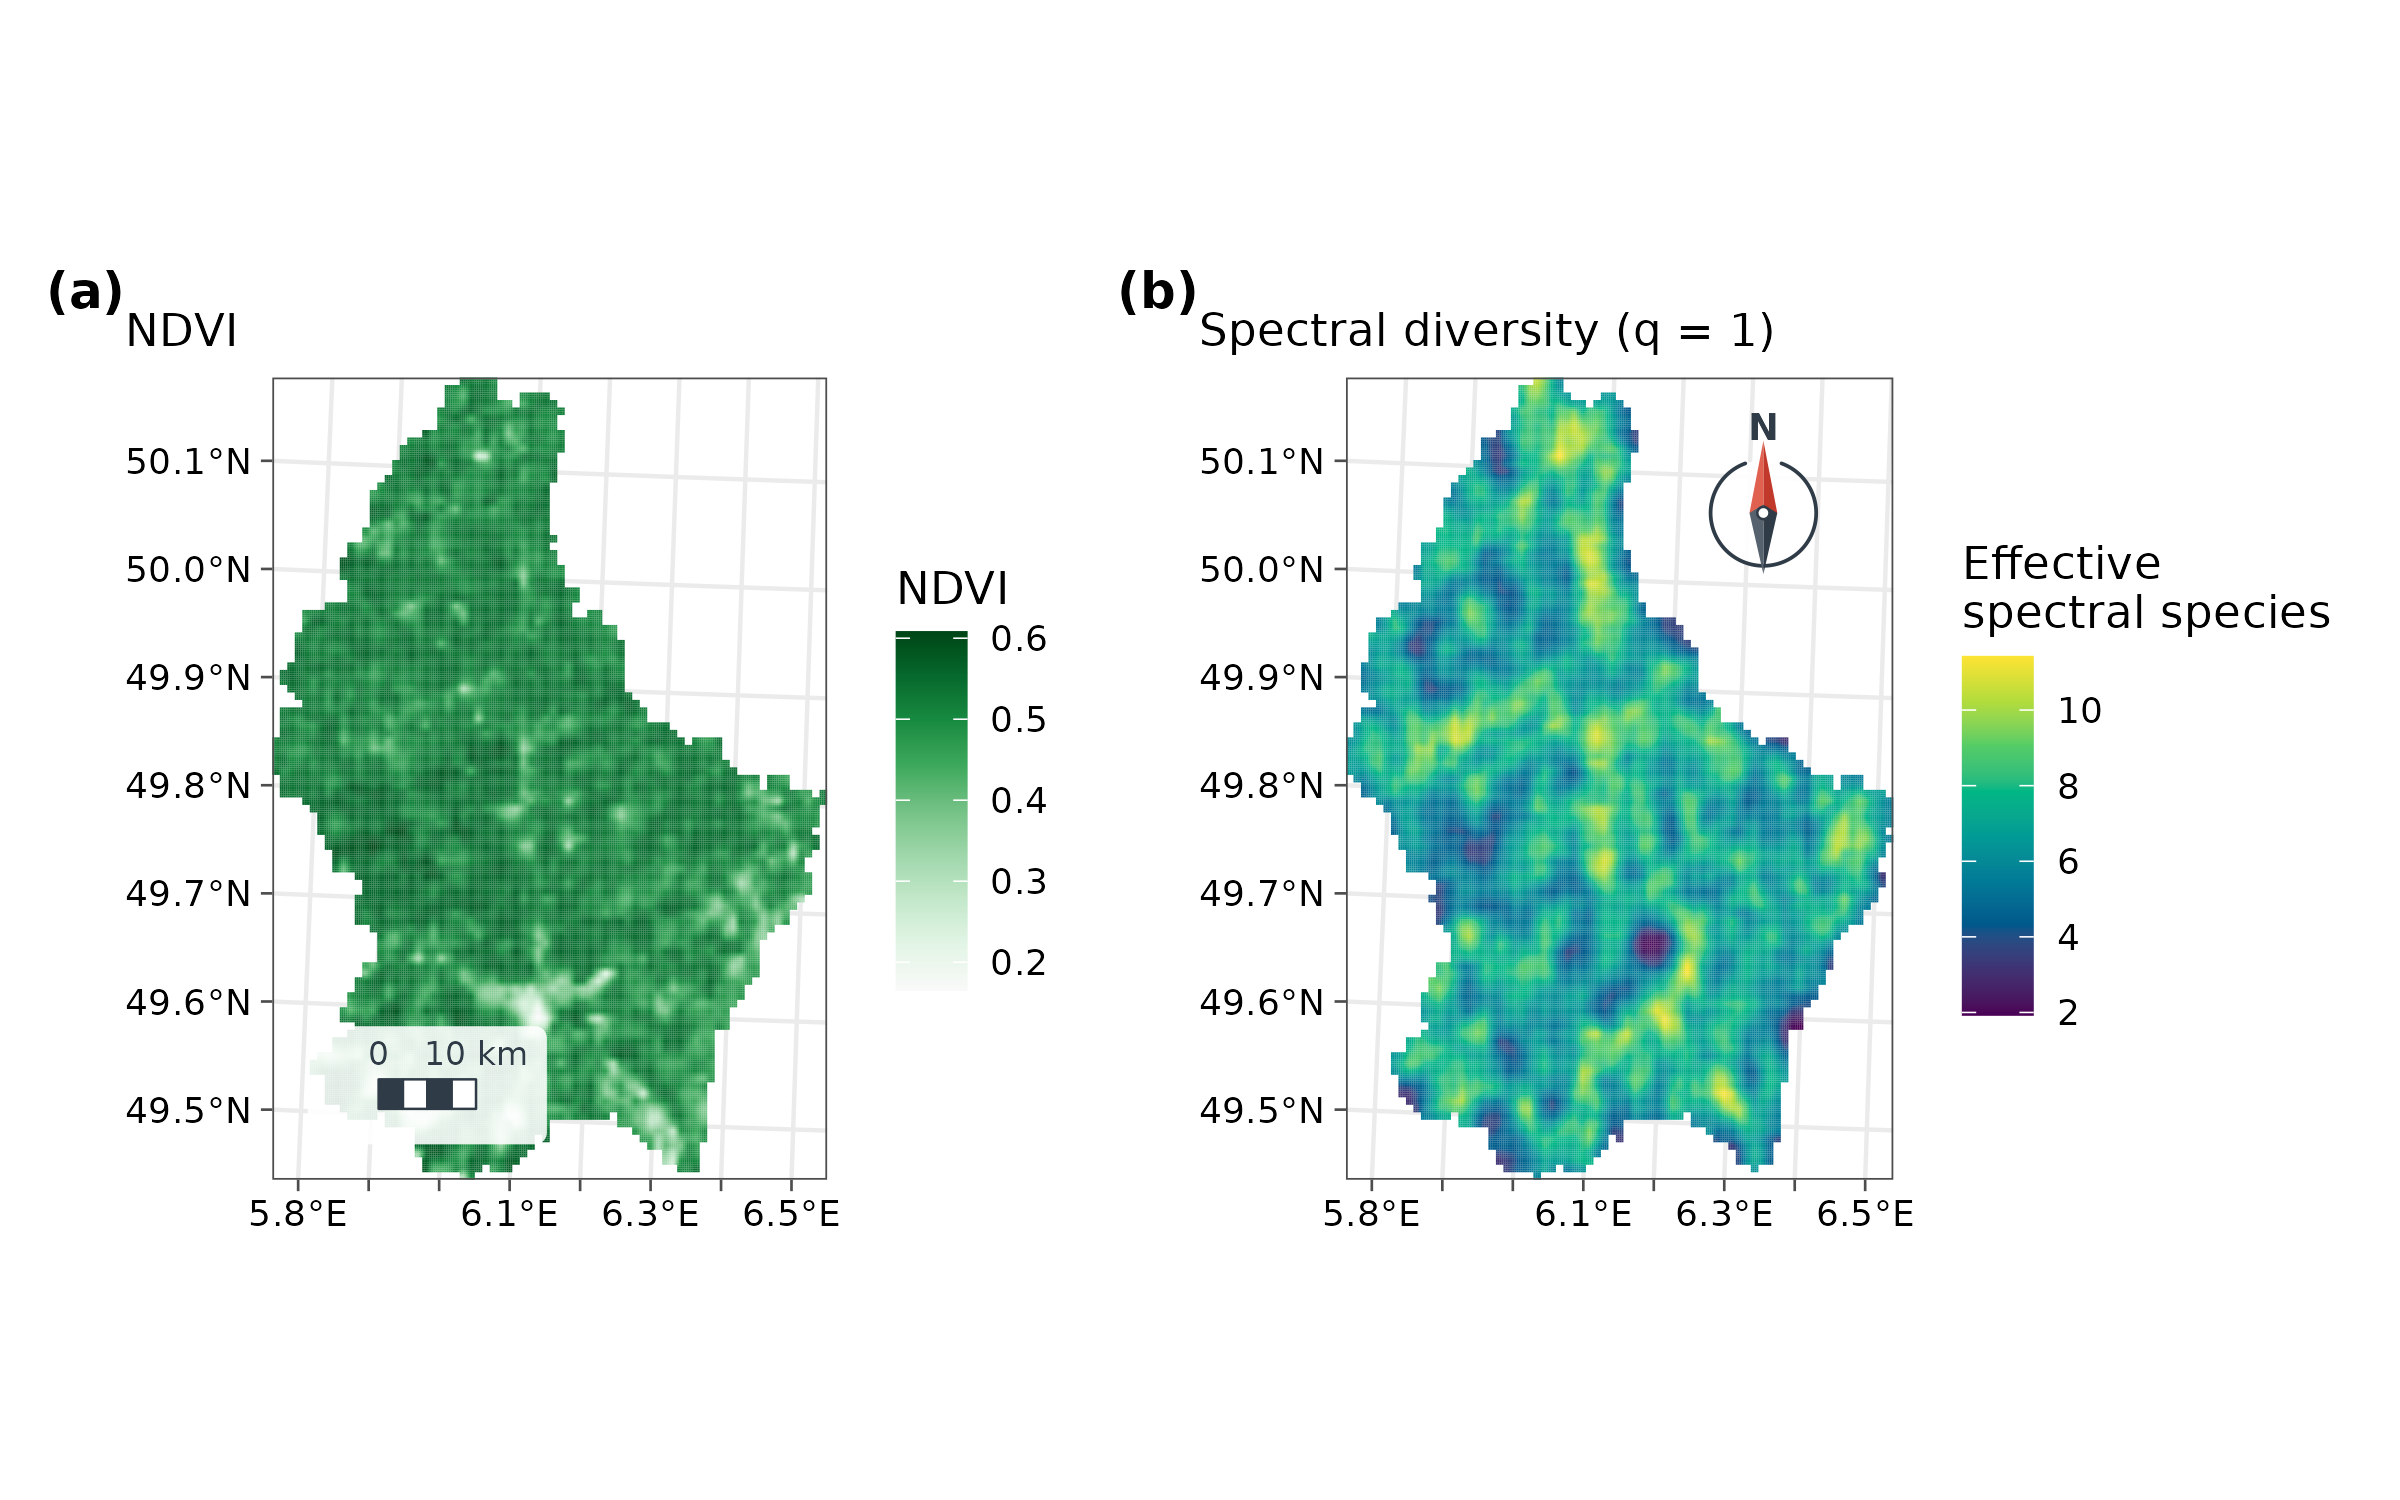 (a)
NDVI
50.1°N
50.0°N
49.9°N
49.8°N
49.7°N
49.6°N
49.5°N
5.8°E 6.1°E 6.3°E 6.5°E
0 10 km
NDVI
0.6
0.5
0.4
0.3
0.2
(b)
Spectral diversity (q = 1)
50.1°N
50.0°N
49.9°N
49.8°N
49.7°N
49.6°N
49.5°N
5.8°E 6.1°E 6.3°E 6.5°E
N
Effective
spectral species
10
8
6
4
2